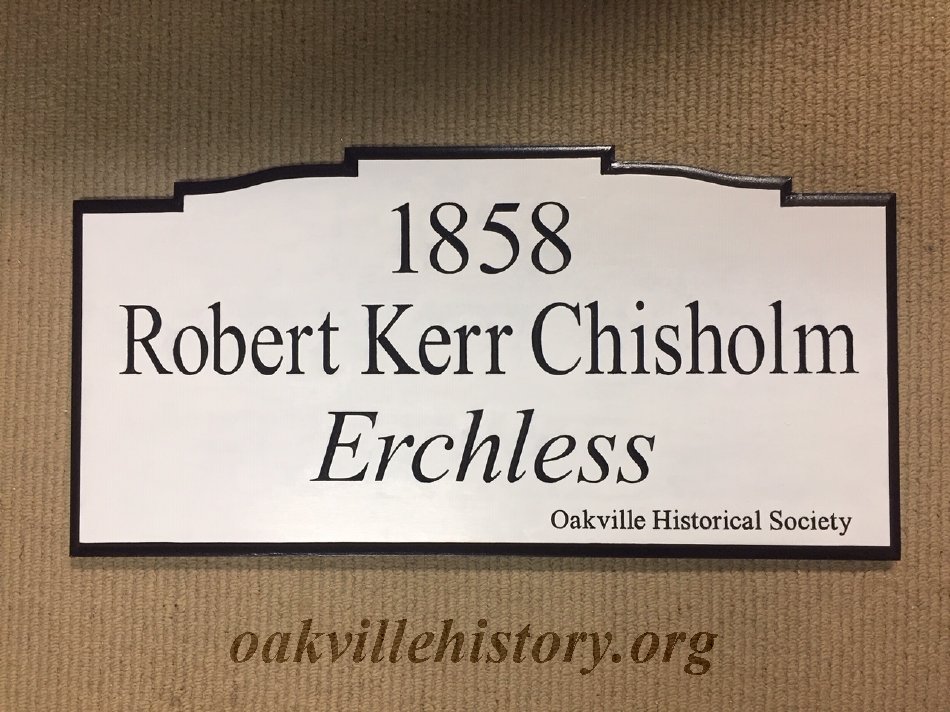 1858
Robert Kerr Chisholm
Erchless
Oakville Historical Society
oakvillehistory.org